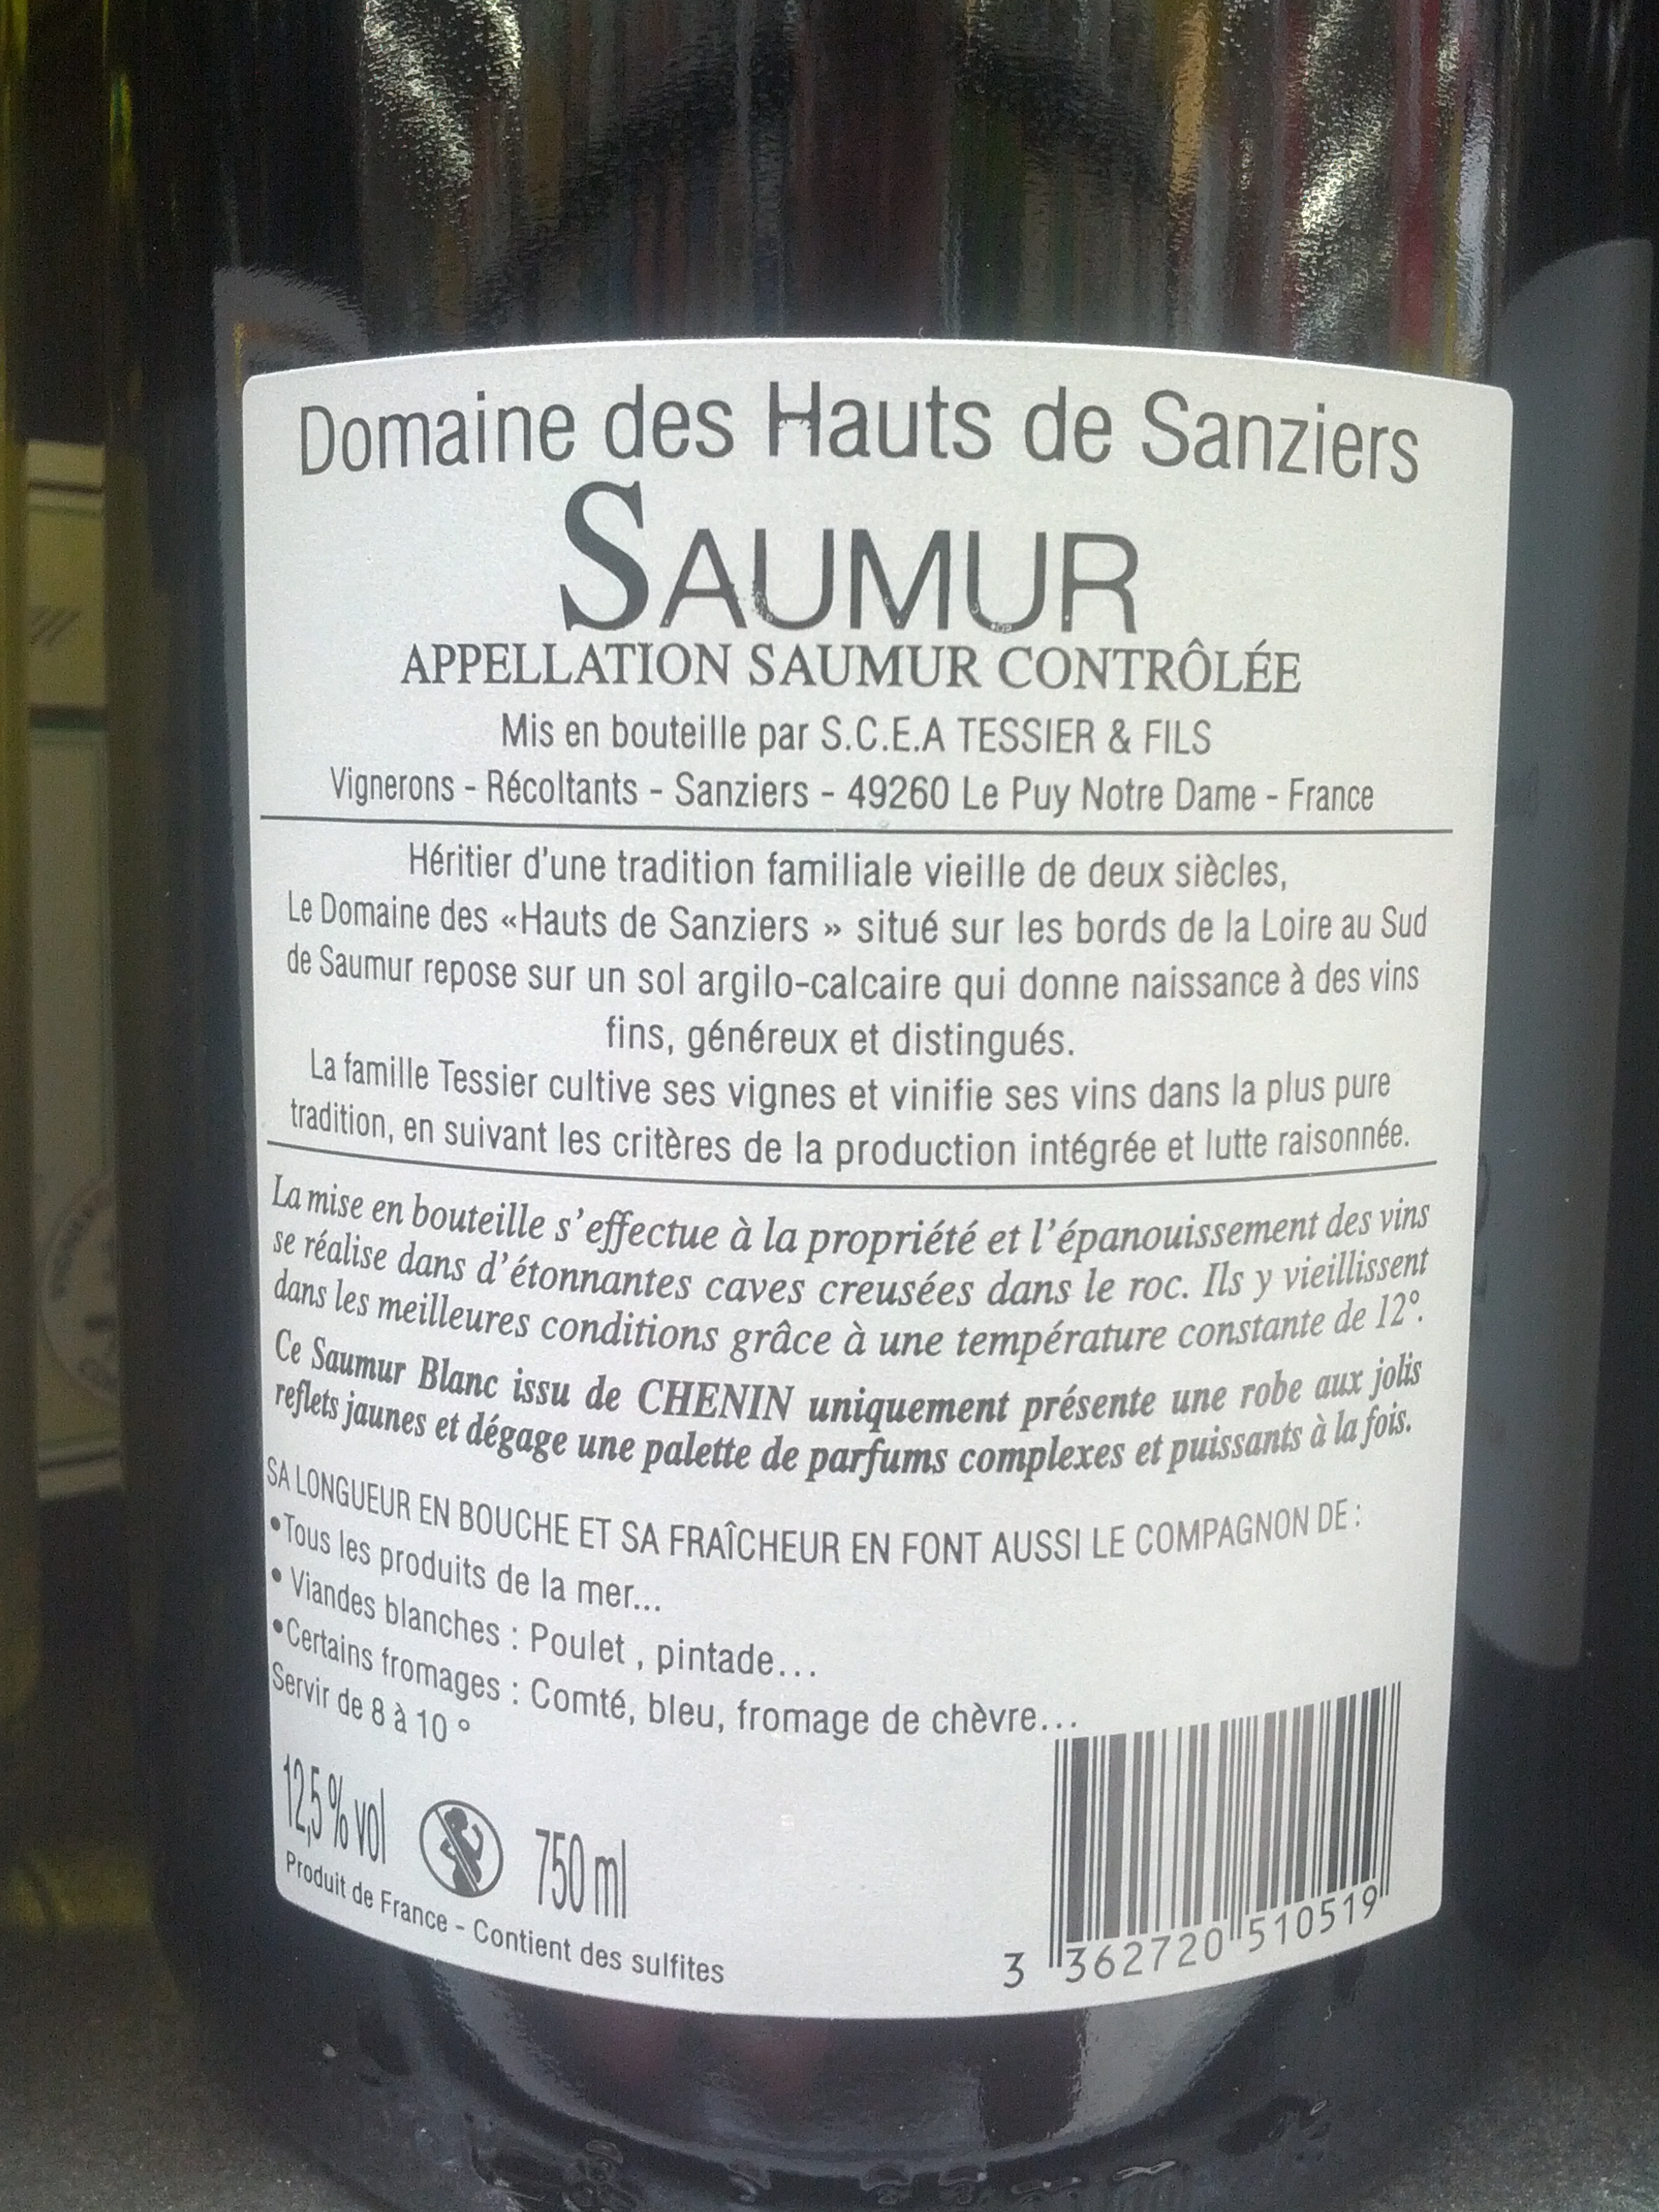 Domaine des Hauts de Sanziers
SAUMUR
APPELLATION SAUMUR CONTRÔLÉE
Mis en bouteille par S.C.E.A TESSIER & FILS
Vignerons - Récoltants - Sanziers - 49260 Le Puy Notre Dame - France
Héritier d'une tradition familiale vieille de deux siècles,
Le Domaine des «Hauts de Sanziers » situé sur les bords de la Loire au Sud
de Saumur repose sur un sol argilo-calcaire qui donne naissance à des vins
fins, généreux et distingués.
La famille Tessier cultive ses vignes et vinifie ses vins dans la plus pure
tradition, en suivant les critères de la production intégrée et lutte raisonnée.
La mise en bouteille s'effectue à la propriété et l'épanouissement des vins
se réalise dans d'étonnantes caves creusées dans le roc. Ils y vieillissent
dans les meilleures conditions grâce à une température constante de 12°.
Ce Saumur Blanc issu de CHENIN uniquement présente une robe aux jolis
reflets jaunes et dégage une palette de parfums complexes et puissants à la fois.
SA LONGUEUR EN BOUCHE ET SA FRAÎCHEUR EN FONT AUSSI LE COMPAGNON DE :
•Tous les produits de la mer...
• Viandes blanches : Poulet , pintade...
•Certains fromages : Comté, bleu, fromage de chèvre...
Servir de 8 à 10 °
12,5 % vol 750 ml
Produit de France - Contient des sulfites
3 362720 510519